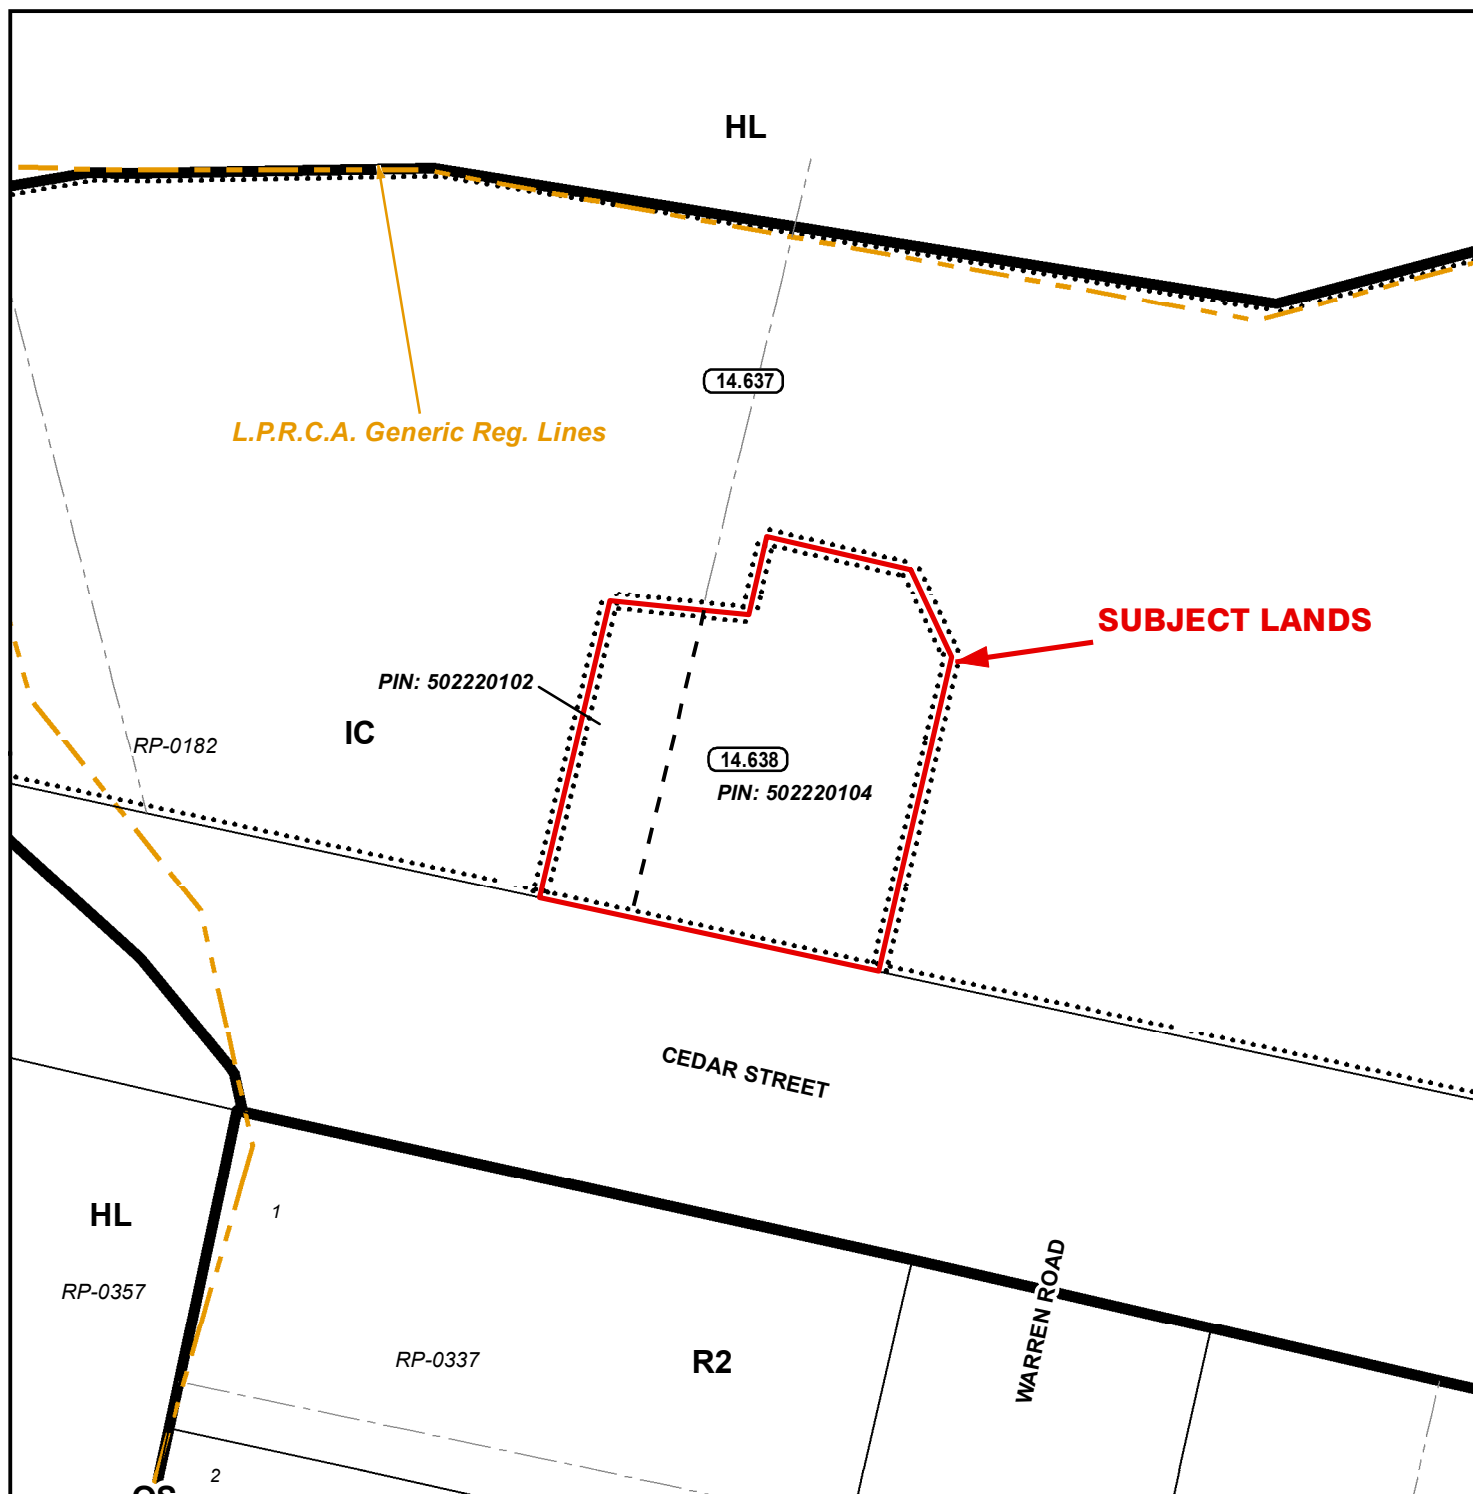 HL
14.637
L.P.R.C.A. Generic Reg. Lines
SUBJECT LANDS
PIN: 502220102
IC
RP-0182
14.638
PIN: 502220104
CEDAR STREET
HL
1
RP-0357
WARREN ROAD
RP-0337
R2
2
OS